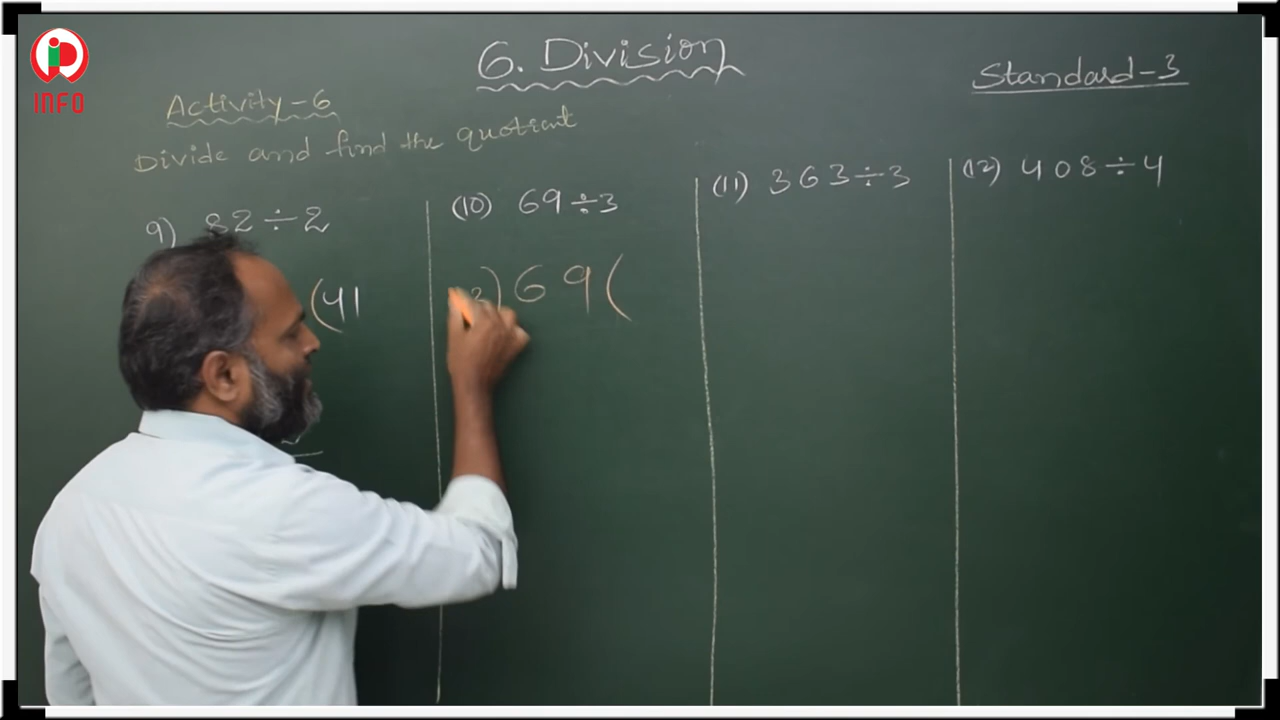 INFO
6. Division
Standard-3
Activity-6
Divide and find the quotient
9) 82÷2
(41
(10) 69÷3
3)69(
(11) 363÷3
(12) 408÷4